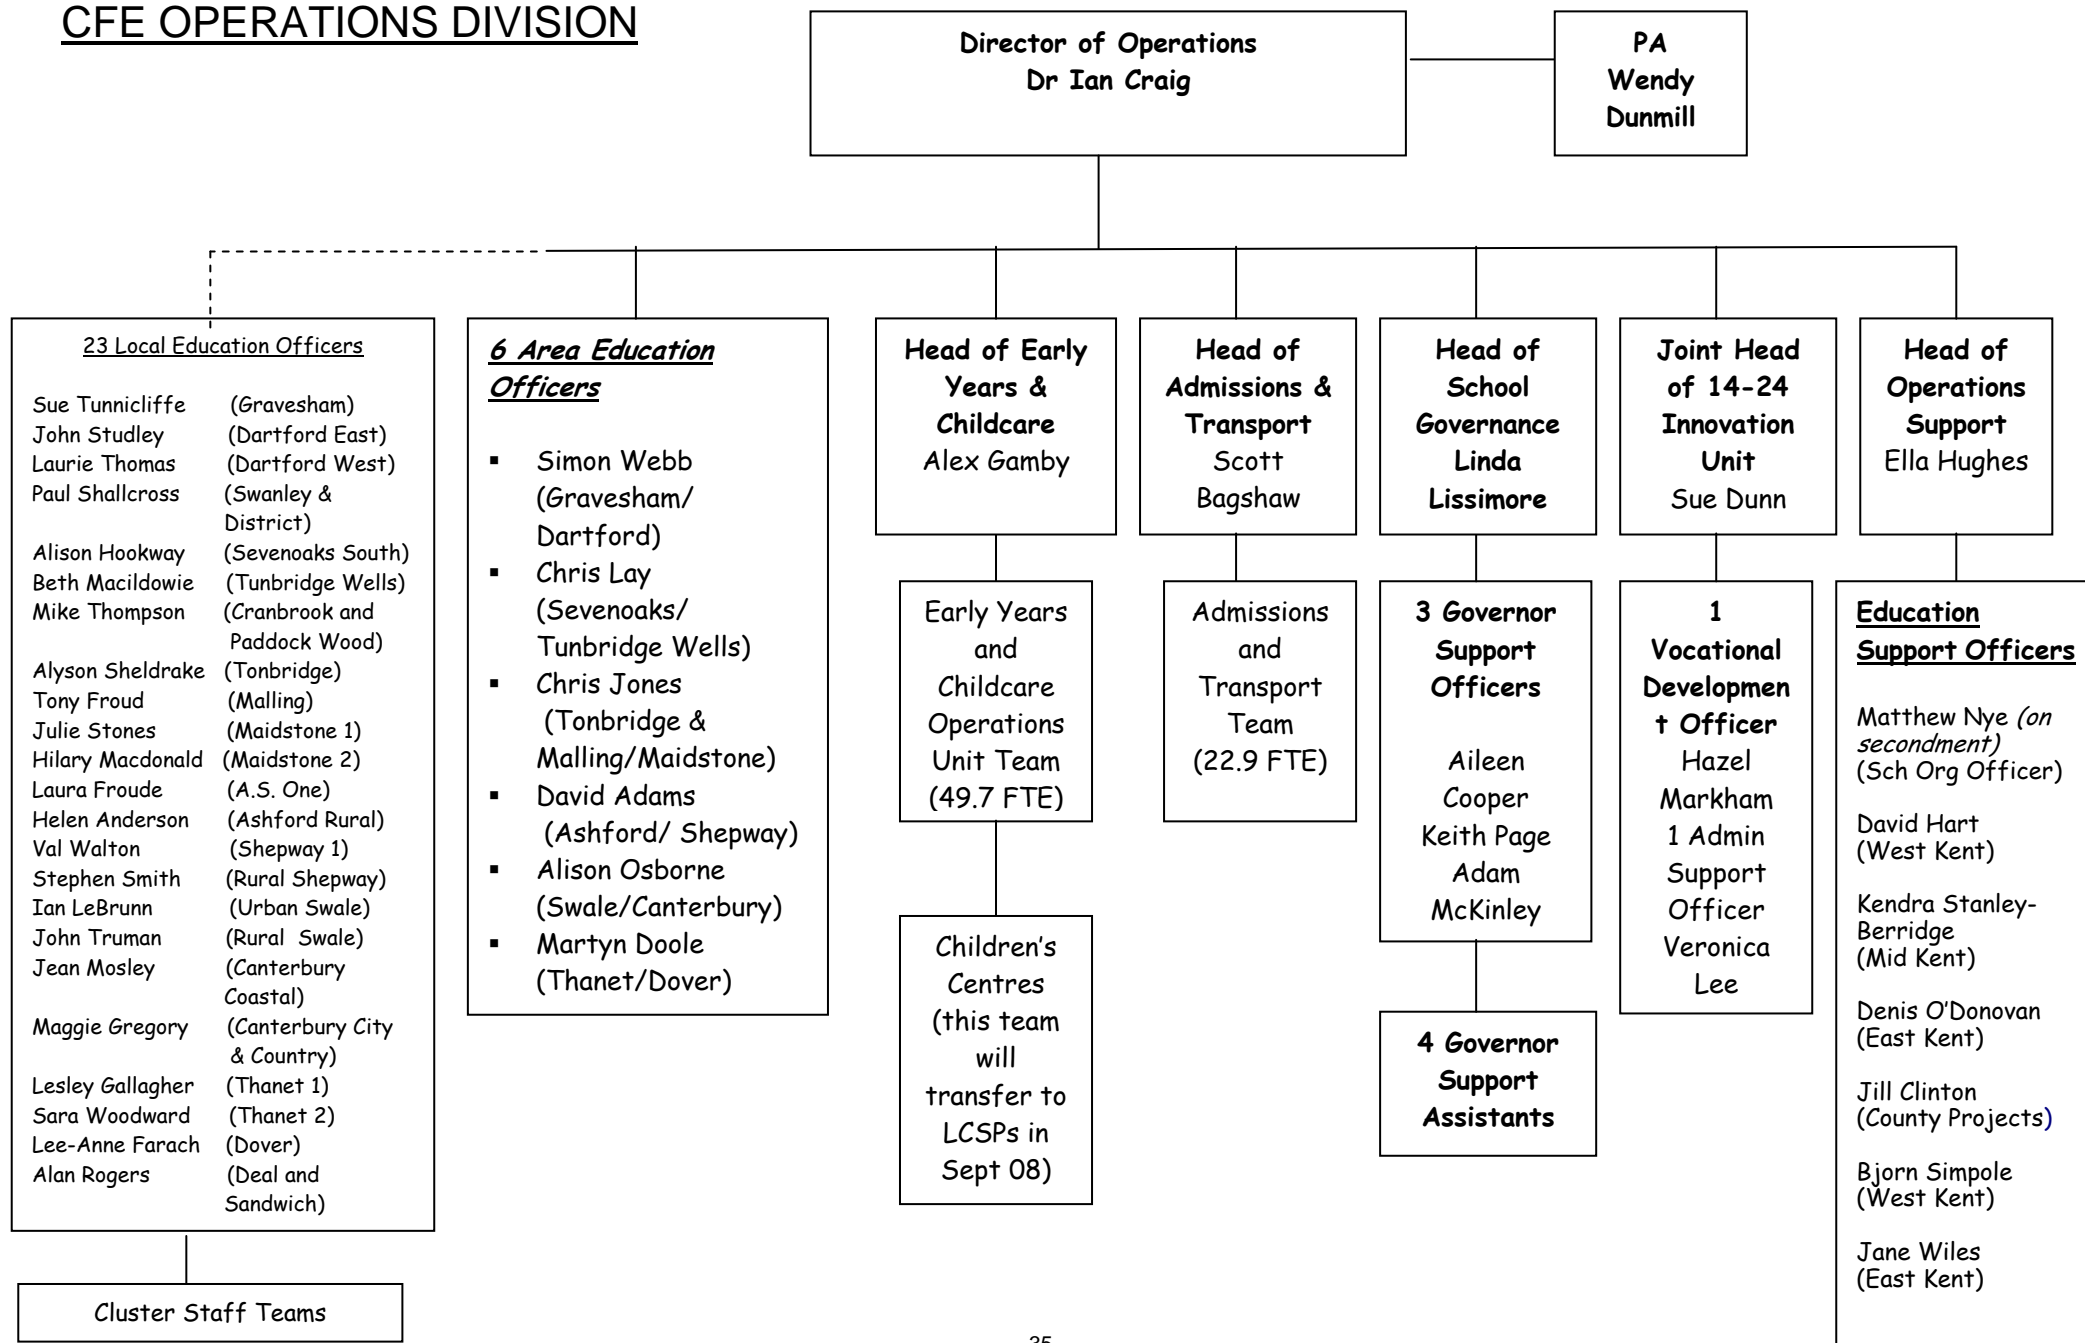 CFE OPERATIONS DIVISION
Director of Operations
Dr Ian Craig
PA
Wendy
Dunmill
23 Local Education Officers
Sue Tunnicliffe (Gravesham)
John Studley (Dartford East)
Laurie Thomas (Dartford West)
Paul Shallcross (Swanley &
District)
Alison Hookway (Sevenoaks South)
Beth Macildowie (Tunbridge Wells)
Mike Thompson (Cranbrook and
Paddock Wood)
Alyson Sheldrake (Tonbridge)
Tony Froud (Malling)
Julie Stones (Maidstone 1)
Hilary Macdonald (Maidstone 2)
Laura Froude (A.S. One)
Helen Anderson (Ashford Rural)
Val Walton (Shepway 1)
Stephen Smith (Rural Shepway)
Ian LeBrunn (Urban Swale)
John Truman (Rural Swale)
Jean Mosley (Canterbury
Coastal)
Maggie Gregory (Canterbury City
& Country)
Lesley Gallagher (Thanet 1)
Sara Woodward (Thanet 2)
Lee-Anne Farach (Dover)
Alan Rogers (Deal and
Sandwich)
Cluster Staff Teams
6 Area Education
Officers
▪ Simon Webb
(Gravesham/
Dartford)
▪ Chris Lay
(Sevenoaks/
Tunbridge Wells)
▪ Chris Jones
(Tonbridge &
Malling/Maidstone)
▪ David Adams
(Ashford/ Shepway)
▪ Alison Osborne
(Swale/Canterbury)
▪ Martyn Doole
(Thanet/Dover)
Head of Early
Years &
Childcare
Alex Gamby
Early Years
and
Childcare
Operations
Unit Team
(49.7 FTE)
Children's
Centres
(this team
will
transfer to
LCSPs in
Sept 08)
Head of
Admissions &
Transport
Scott
Bagshaw
Admissions
and
Transport
Team
(22.9 FTE)
Head of
School
Governance
Linda
Lissimore
3 Governor
Support
Officers
Aileen
Cooper
Keith Page
Adam
McKinley
4 Governor
Support
Assistants
Joint Head
of 14-24
Innovation
Unit
Sue Dunn
1
Vocational
Developmen
t Officer
Hazel
Markham
1 Admin
Support
Officer
Veronica
Lee
Head of
Operations
Support
Ella Hughes
Education
Support Officers
Matthew Nye (on
secondment)
(Sch Org Officer)
David Hart
(West Kent)
Kendra Stanley-
Berridge
(Mid Kent)
Denis O'Donovan
(East Kent)
Jill Clinton
(County Projects)
Bjorn Simpole
(West Kent)
Jane Wiles
(East Kent)